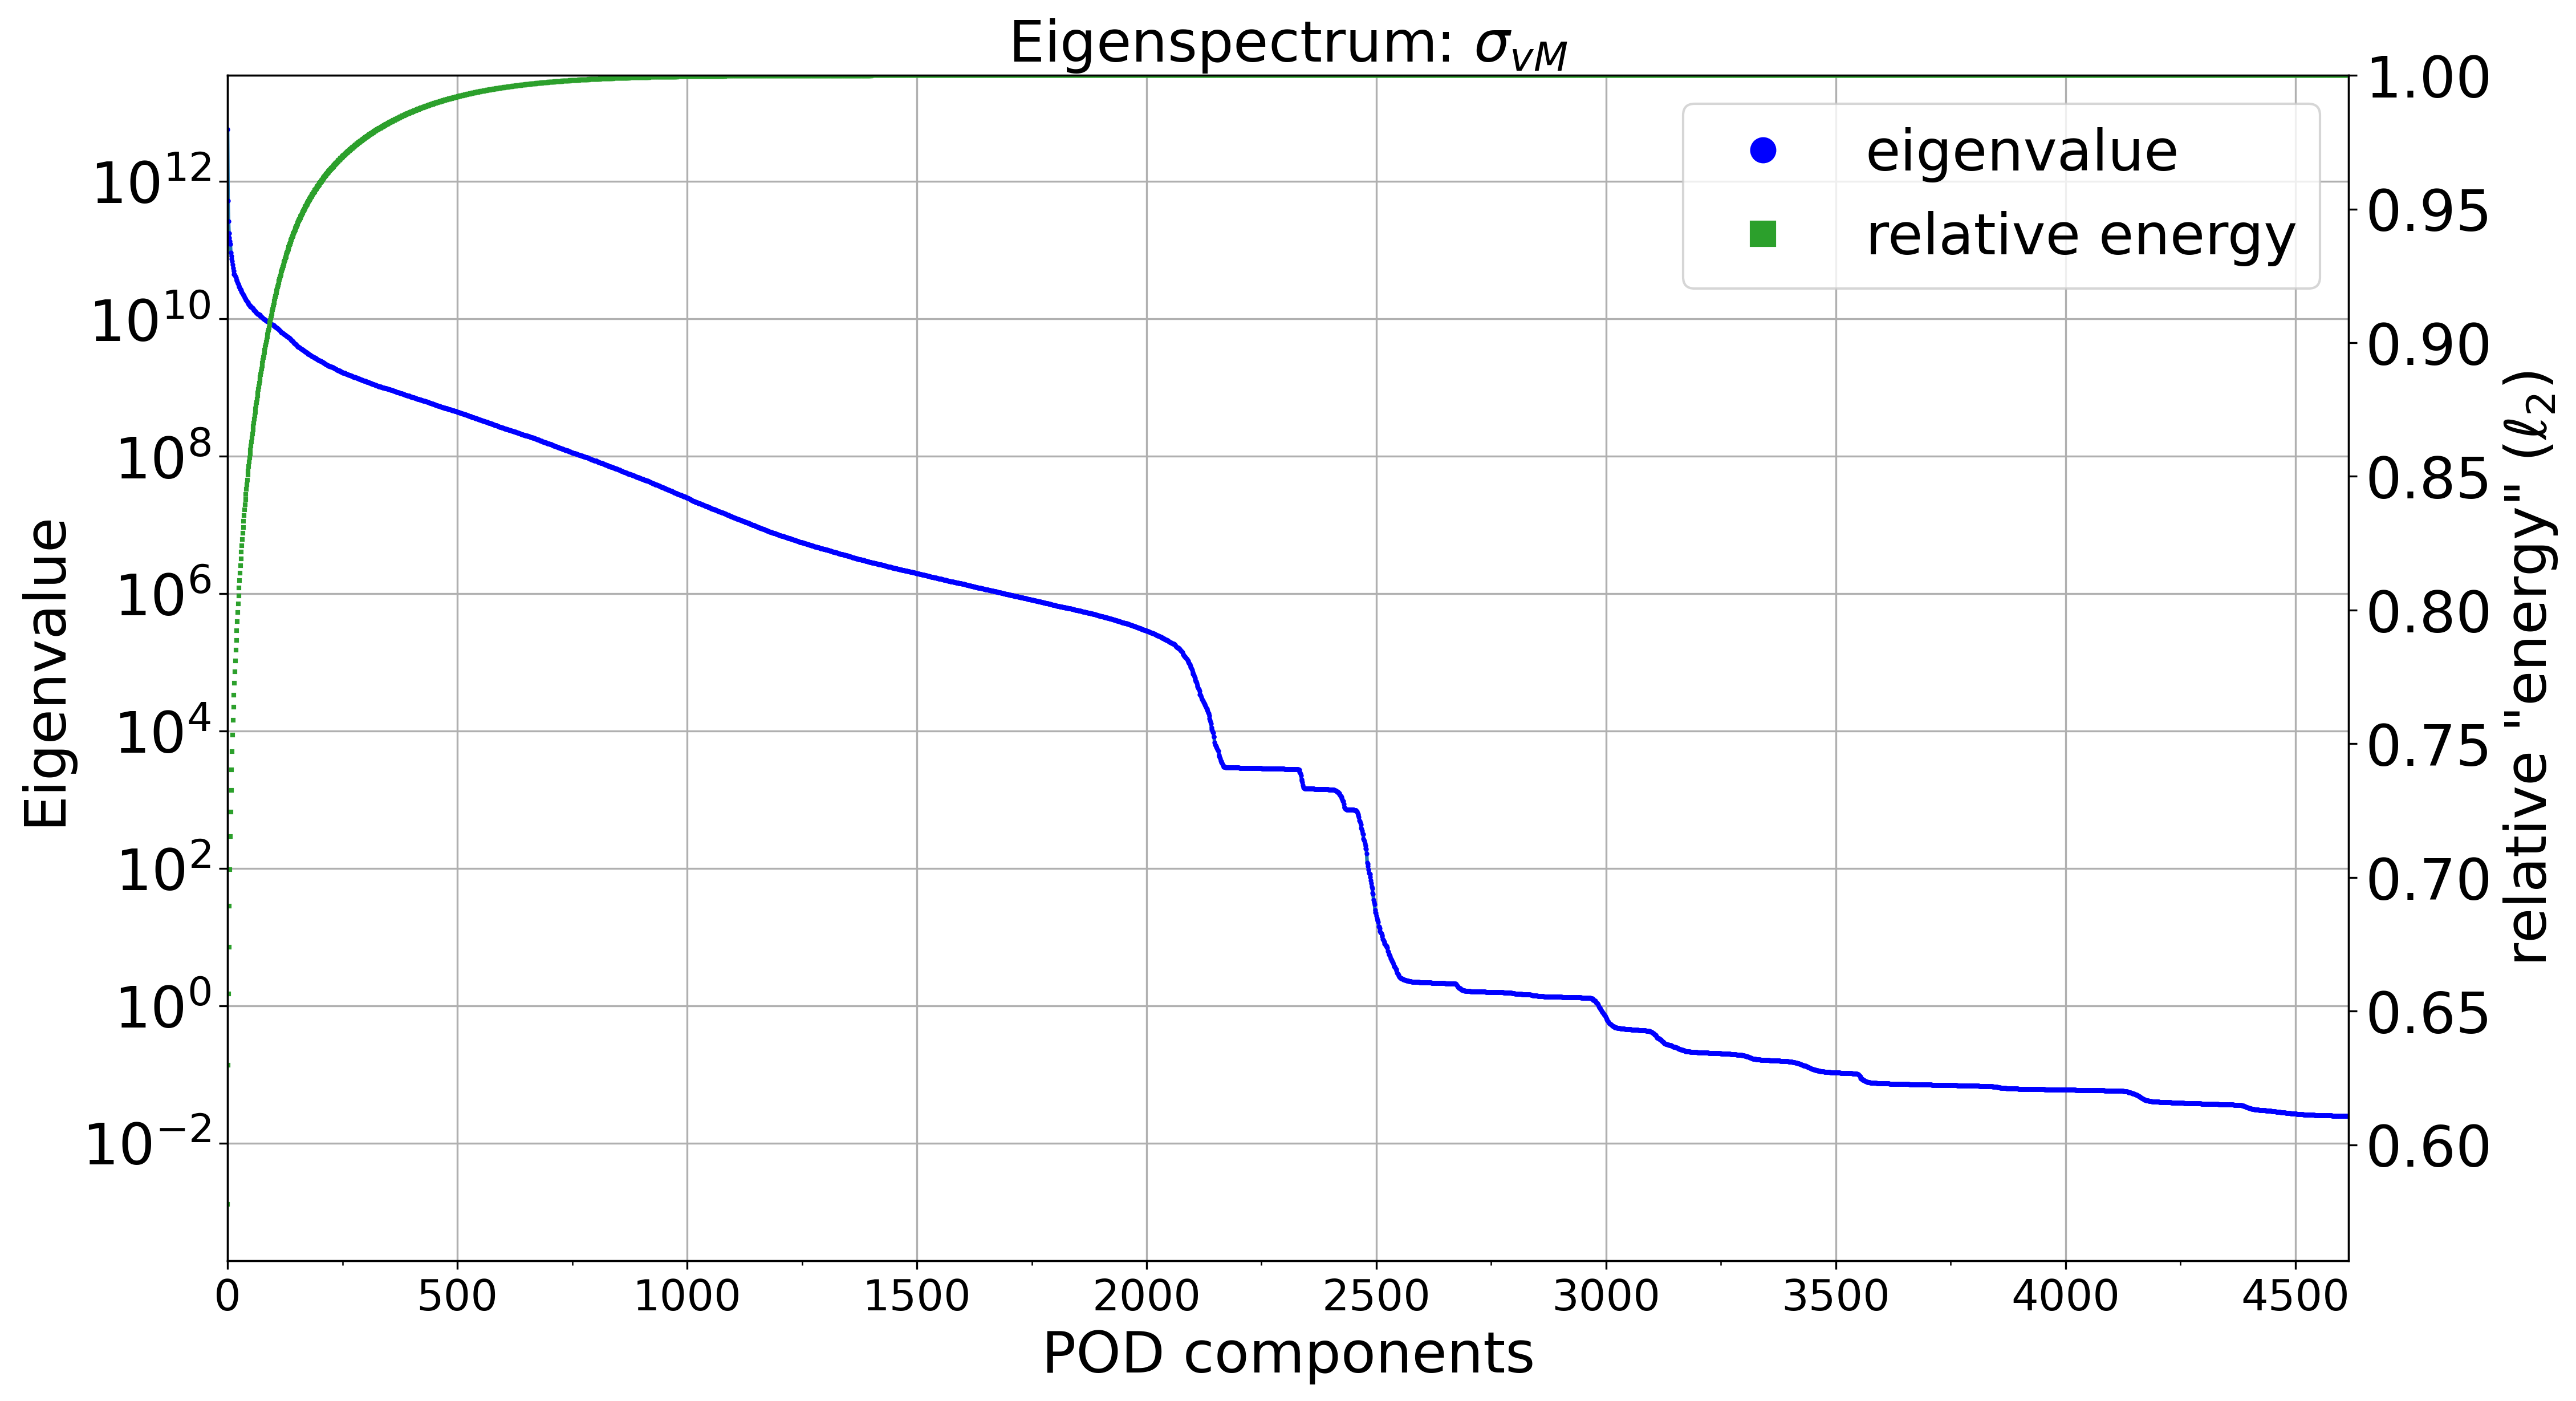 Eigenspectrum: σ_vM
10^12
10^10
10^8
10^6
10^4
10^2
10^0
10^−2
Eigenvalue
eigenvalue
relative energy
1.00
0.95
0.90
0.85
0.80
0.75
0.70
0.65
0.60
relative "energy" (ℓ_2)
0 500 1000 1500 2000 2500 3000 3500 4000 4500
POD components